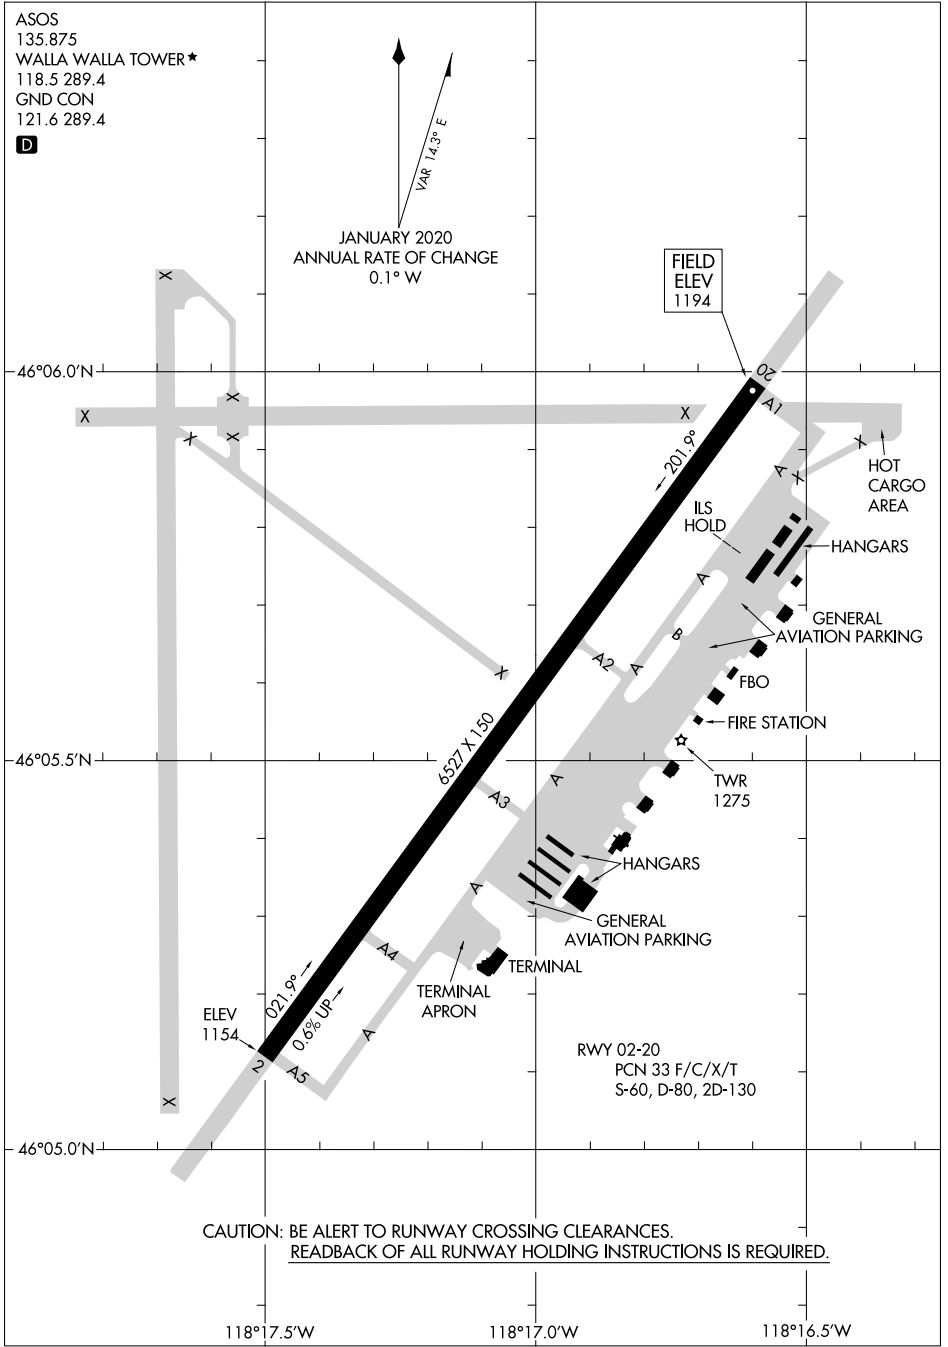 ASOS
135.875
WALLA WALLA TOWER★
118.5 289.4
GND CON
121.6 289.4
D
VAR 14.3° E
JANUARY 2020
ANNUAL RATE OF CHANGE
0.1° W
FIELD
ELEV
1194
46°06.0'N
20
A1
X
X
X
X
X
X
X
X
201.9°
A
X
HOT
CARGO
AREA
ILS
HOLD
HANGARS
A
GENERAL
AVIATION PARKING
B
A2
A
X
FBO
FIRE STATION
6527 X 150
46°05.5'N
TWR
1275
A
A3
HANGARS
A
GENERAL
AVIATION PARKING
A4
TERMINAL
TERMINAL
APRON
021.9°
0.6% UP
ELEV
1154
A
2
A5
RWY 02-20
PCN 33 F/C/X/T
S-60, D-80, 2D-130
X
46°05.0'N
CAUTION: BE ALERT TO RUNWAY CROSSING CLEARANCES.
READBACK OF ALL RUNWAY HOLDING INSTRUCTIONS IS REQUIRED.
118°17.5'W
118°17.0'W
118°16.5'W